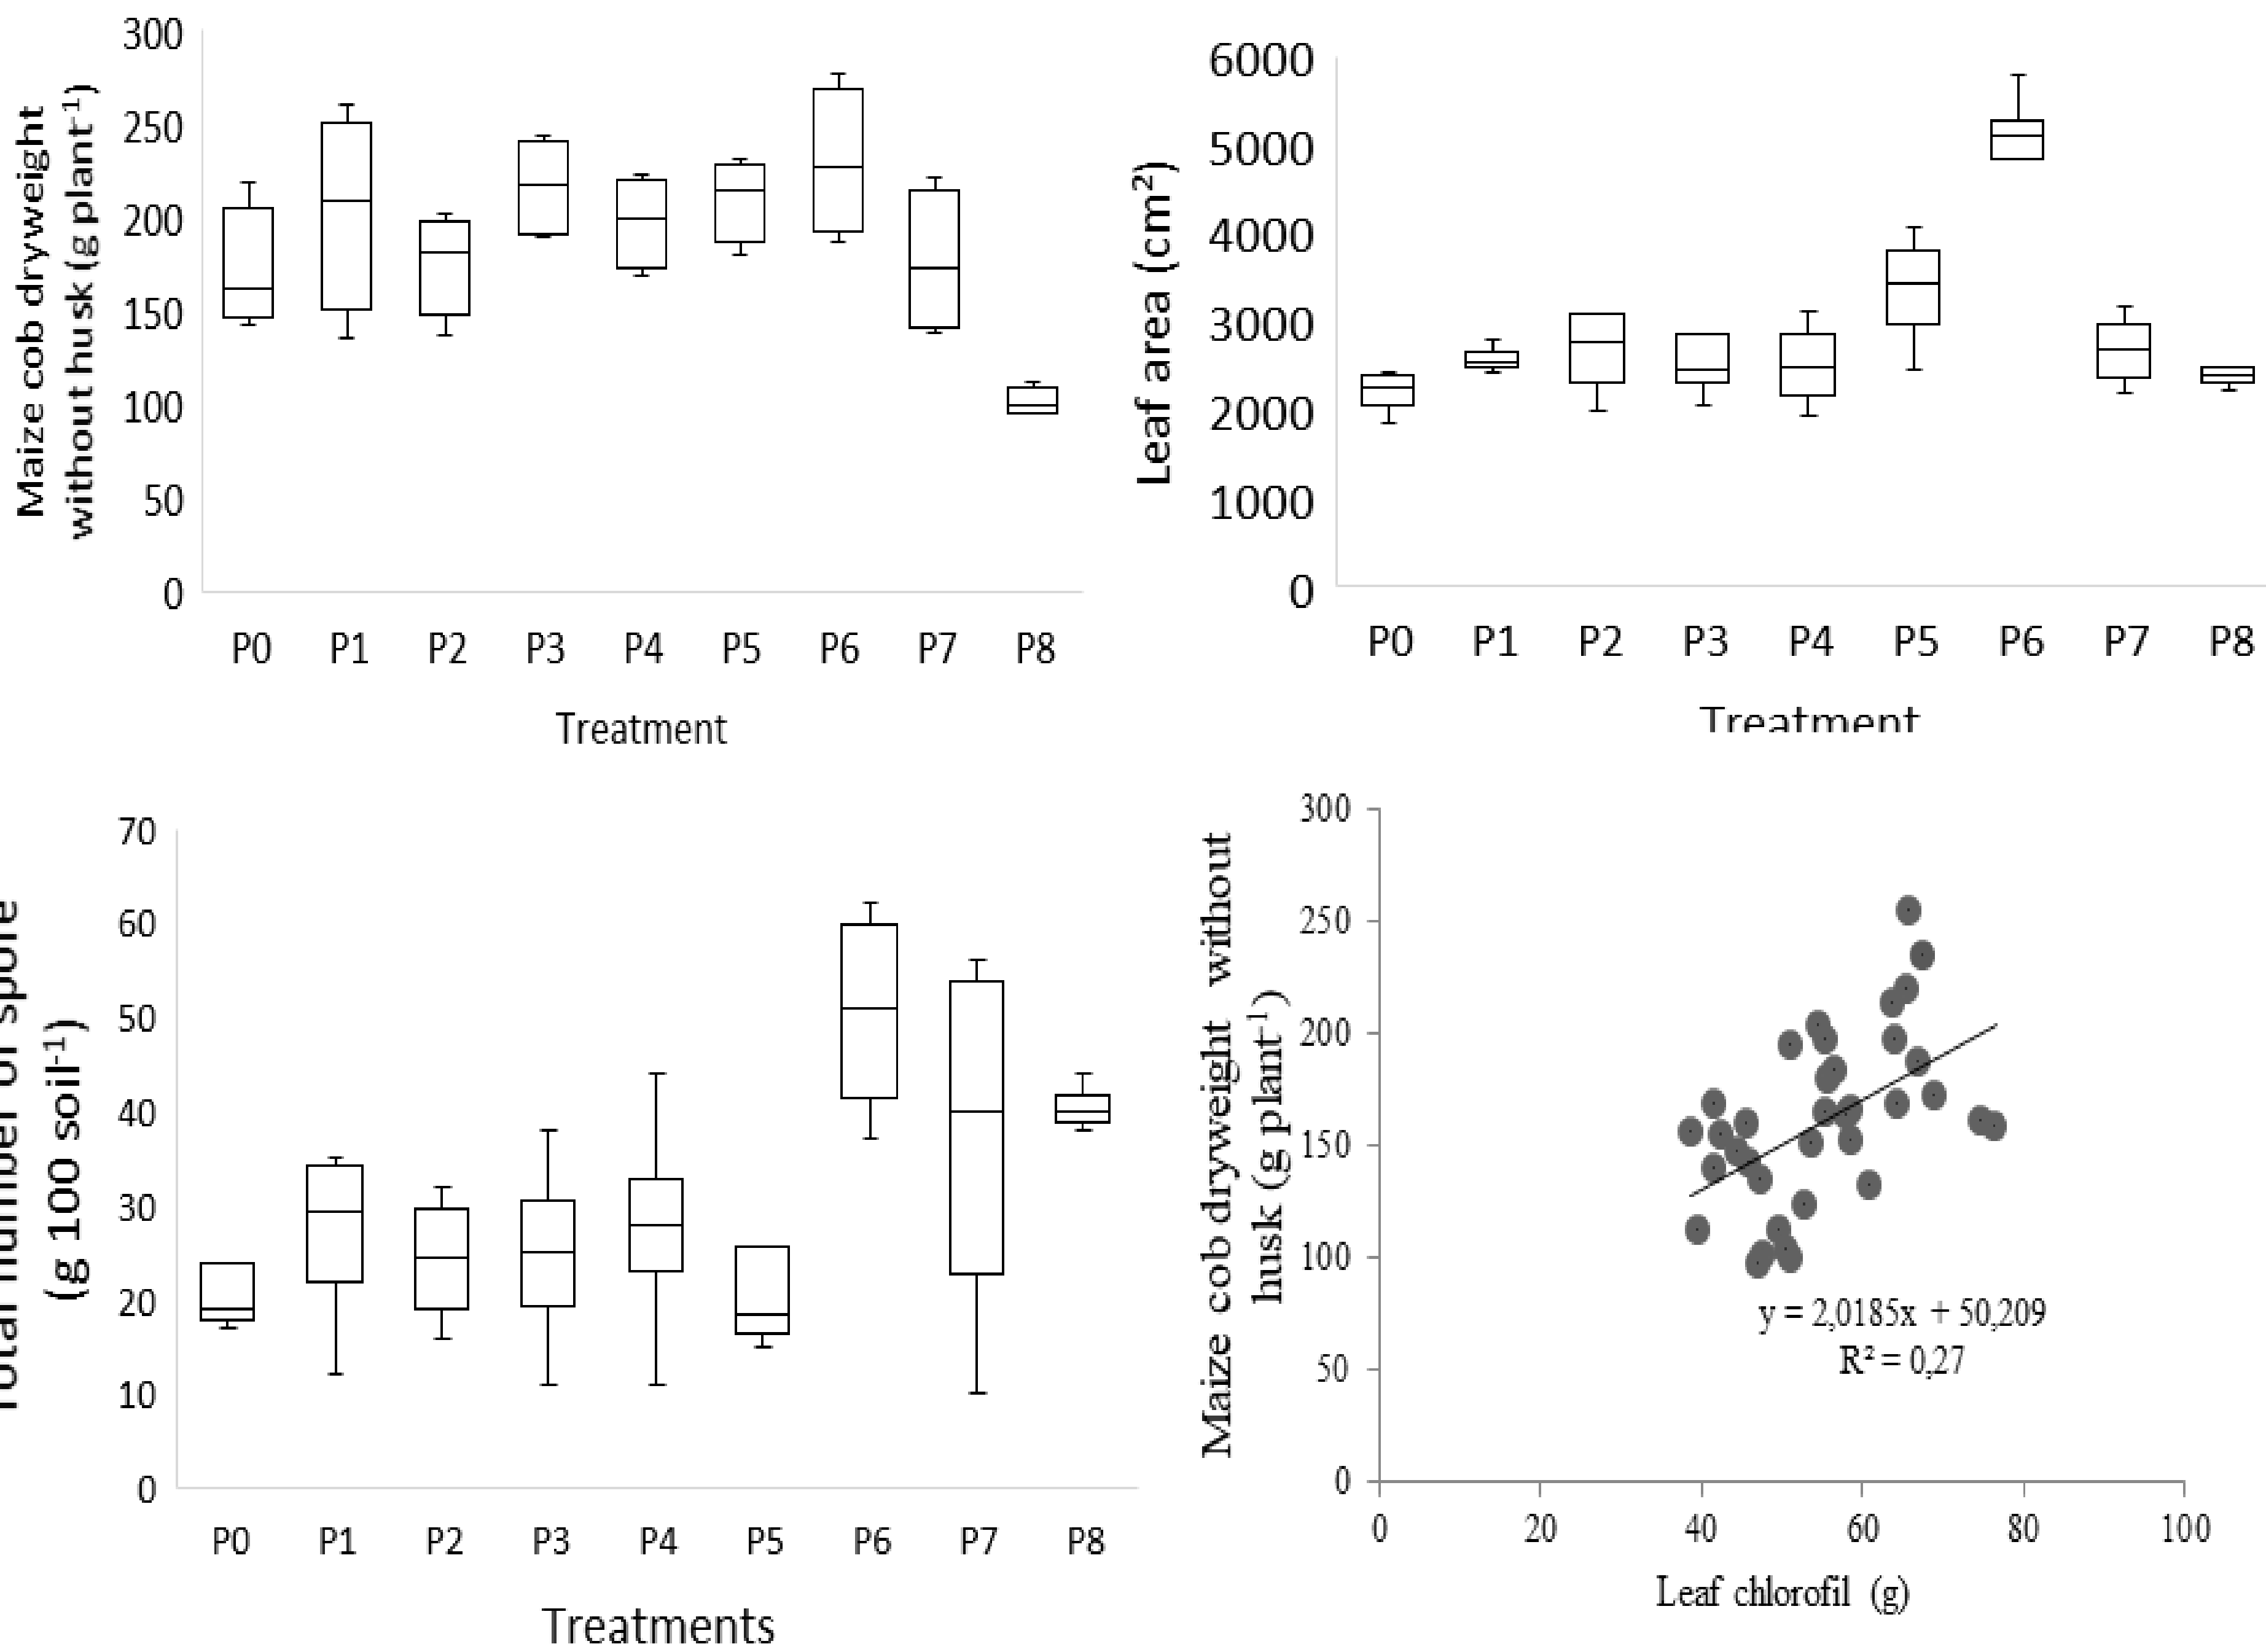 Maize cob dryweight
without husk (g plant⁻¹)
300
250
200
150
100
50
0
P0 P1 P2 P3 P4 P5 P6 P7 P8
Treatment
Leaf area (cm²)
6000
5000
4000
3000
2000
1000
0
P0 P1 P2 P3 P4 P5 P6 P7 P8
Treatment
Total number of spore
(g 100 soil⁻¹)
70
60
50
40
30
20
10
0
P0 P1 P2 P3 P4 P5 P6 P7 P8
Treatments
Maize cob dryweight without
husk (g plant⁻¹)
300
250
200
150
100
50
0
y = 2,0185x + 50,209
R² = 0,27
0 20 40 60 80 100
Leaf chlorofil (g)